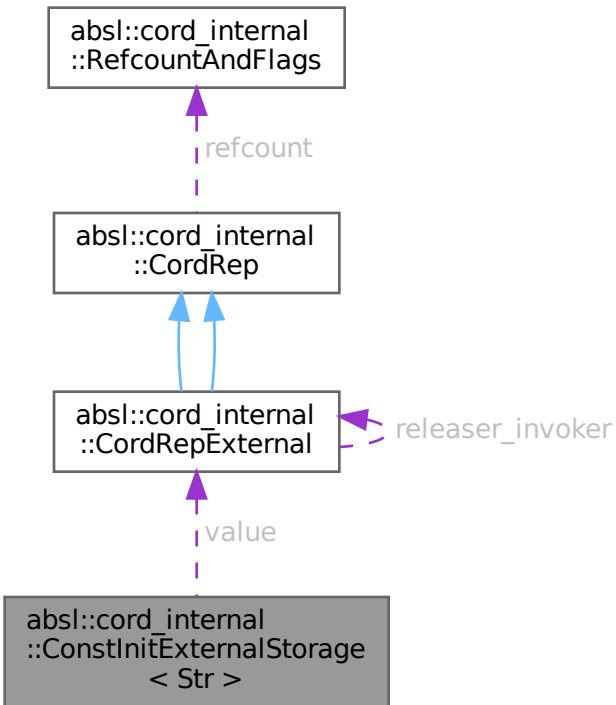 absl::cord_internal
::RefcountAndFlags
refcount
absl::cord_internal
::CordRep
absl::cord_internal
::CordRepExternal
releaser_invoker
value
absl::cord_internal
::ConstInitExternalStorage
< Str >